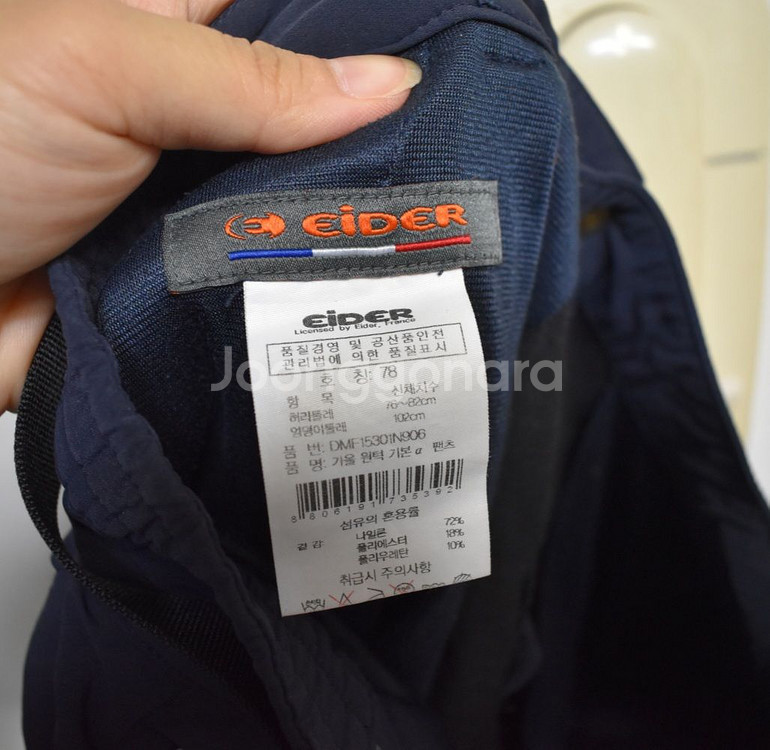 EiDER
EiDER
Licensed by Eider, France
품질경영 및 공산품안전
관리법에 의한 품질표시
호 칭: 78
항 목 신체치수
허리둘레 76~82cm
엉덩이둘레 102cm
품 번: DMF15301N906
품 명: 가을 원턱 기본 α 팬츠
8 806191 735392
섬유의 혼용률
겉감 나일론 72%
폴리에스터 18%
폴리우레탄 10%
취급시 주의사항
Joonggonara